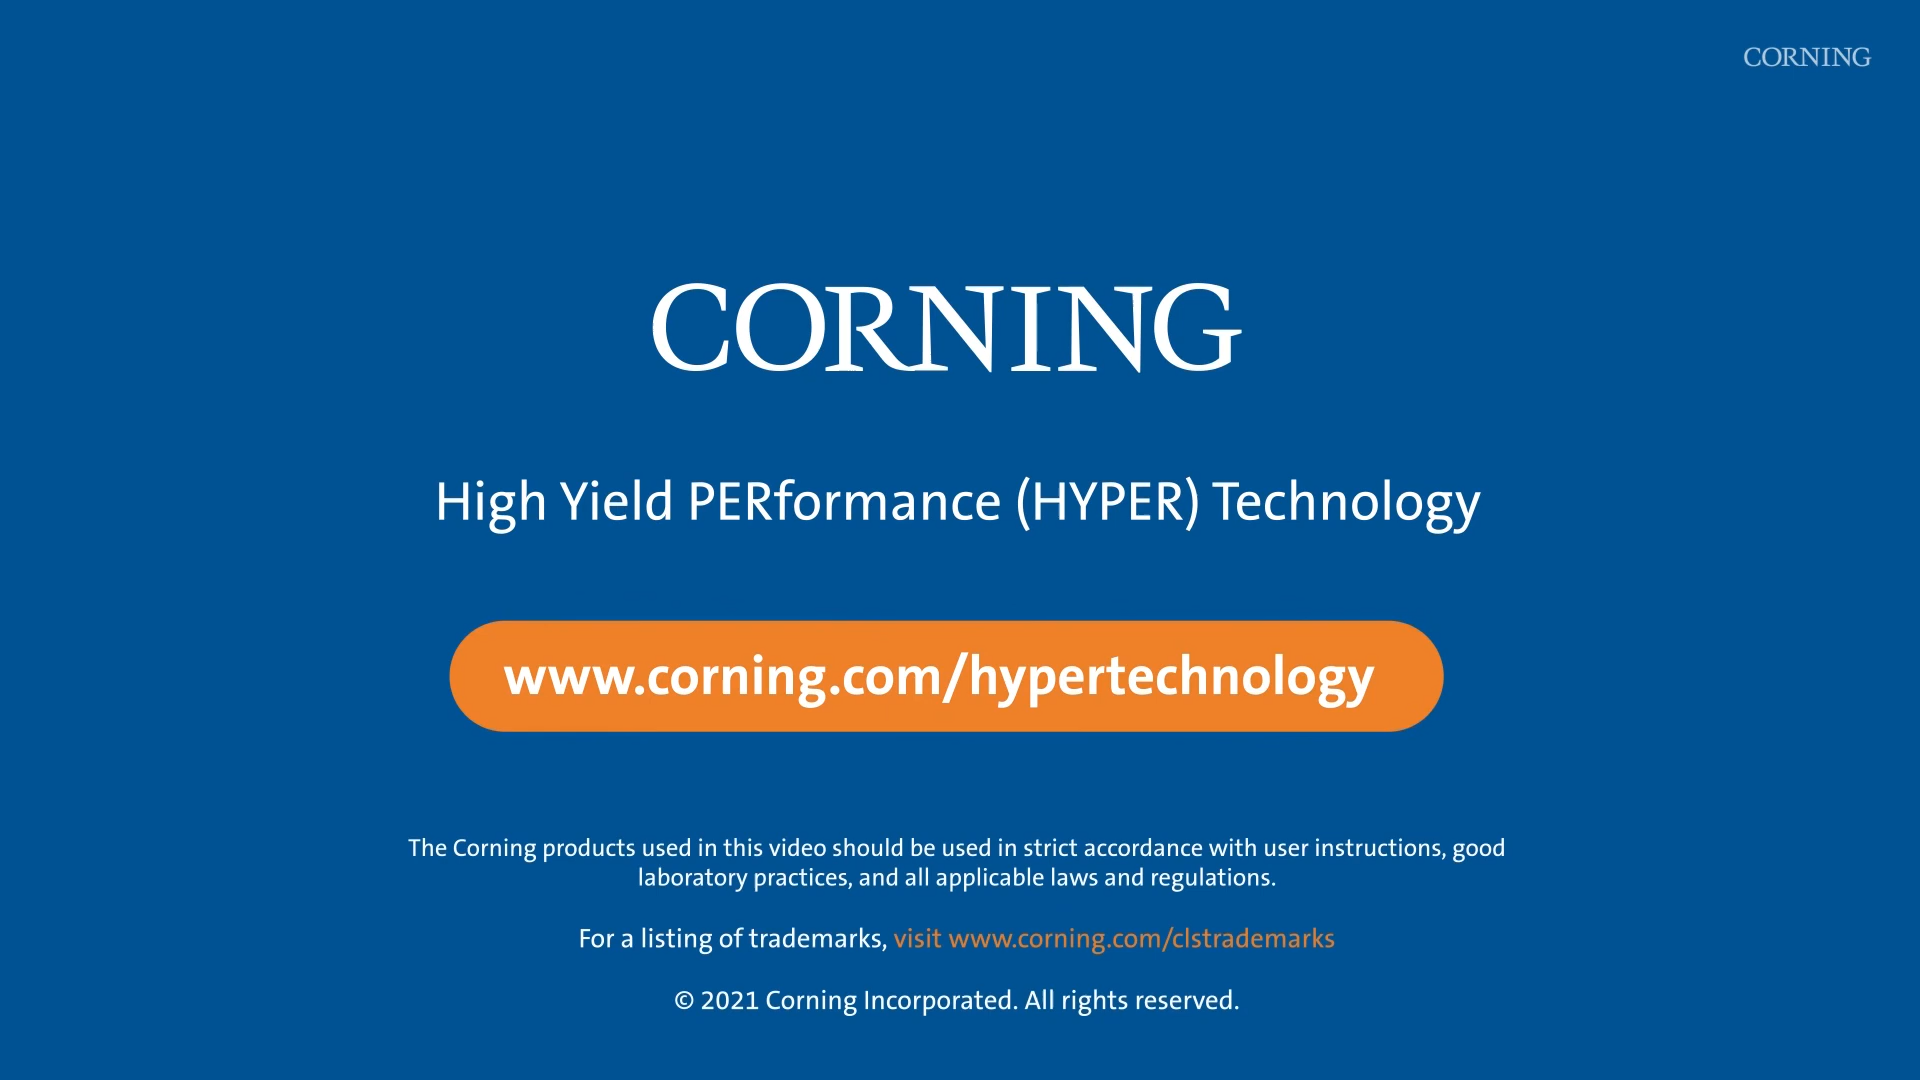 CORNING
CORNING
High Yield PERformance (HYPER) Technology
www.corning.com/hypertechnology
The Corning products used in this video should be used in strict accordance with user instructions, good
laboratory practices, and all applicable laws and regulations.
For a listing of trademarks, visit www.corning.com/clstrademarks
© 2021 Corning Incorporated. All rights reserved.